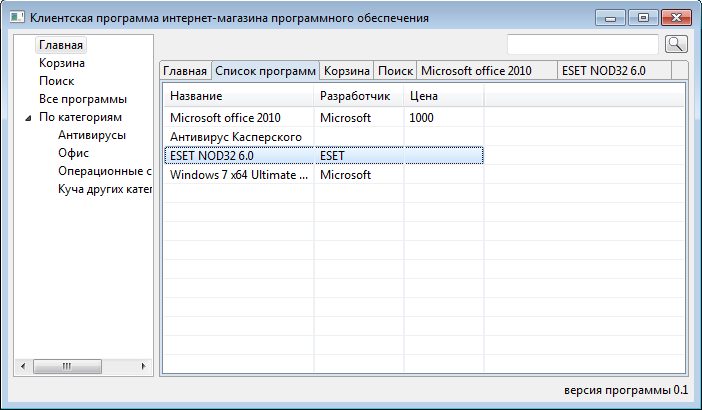 Клиентская программа интернет-магазина программного обеспечения
Главная
Корзина
Поиск
Все программы
По категориям
Антивирусы
Офис
Операционные с
Куча других катег
Главная Список программ Корзина Поиск Microsoft office 2010 ESET NOD32 6.0
Название Разработчик Цена
Microsoft office 2010 Microsoft 1000
Антивирус Касперского
ESET NOD32 6.0 ESET
Windows 7 x64 Ultimate ... Microsoft
версия программы 0.1